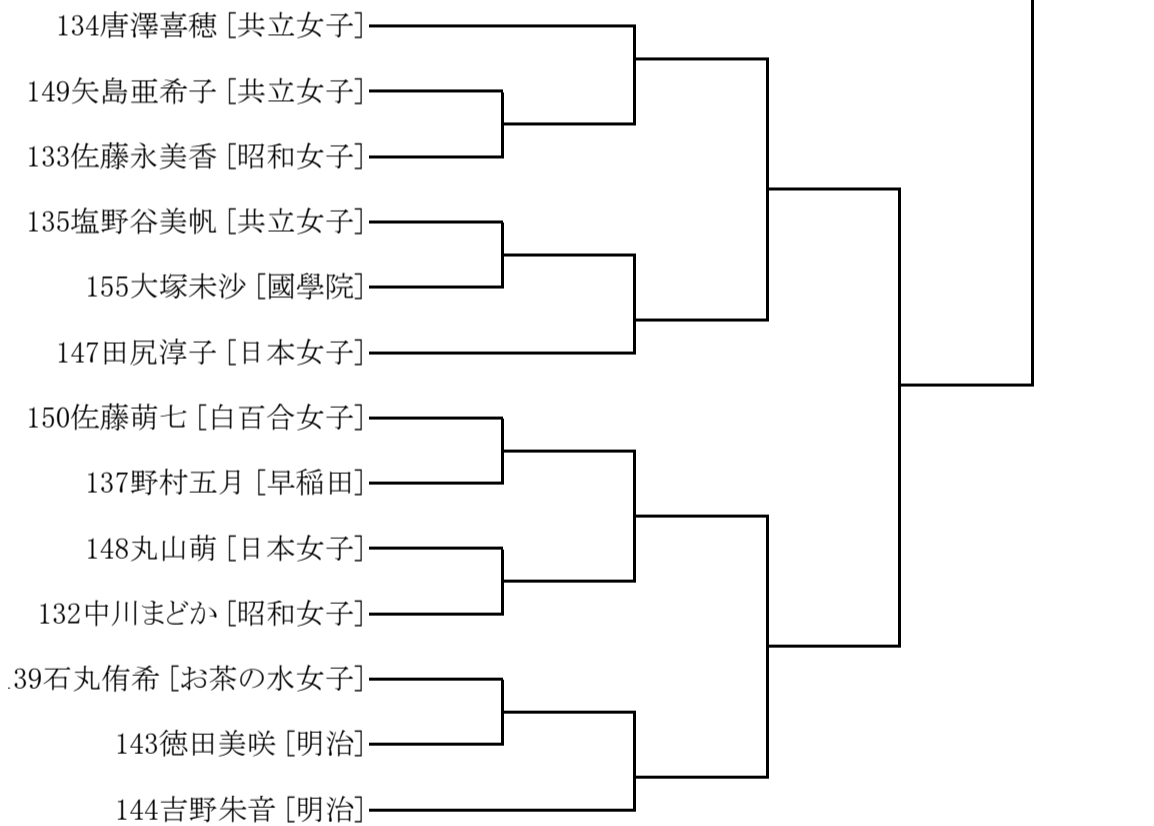 134唐澤喜穂 [共立女子]
149矢島亜希子 [共立女子]
133佐藤永美香 [昭和女子]
135塩野谷美帆 [共立女子]
155大塚未沙 [國學院]
147田尻淳子 [日本女子]
150佐藤萌七 [白百合女子]
137野村五月 [早稲田]
148丸山萌 [日本女子]
132中川まどか [昭和女子]
39石丸侑希 [お茶の水女子]
143徳田美咲 [明治]
144吉野朱音 [明治]